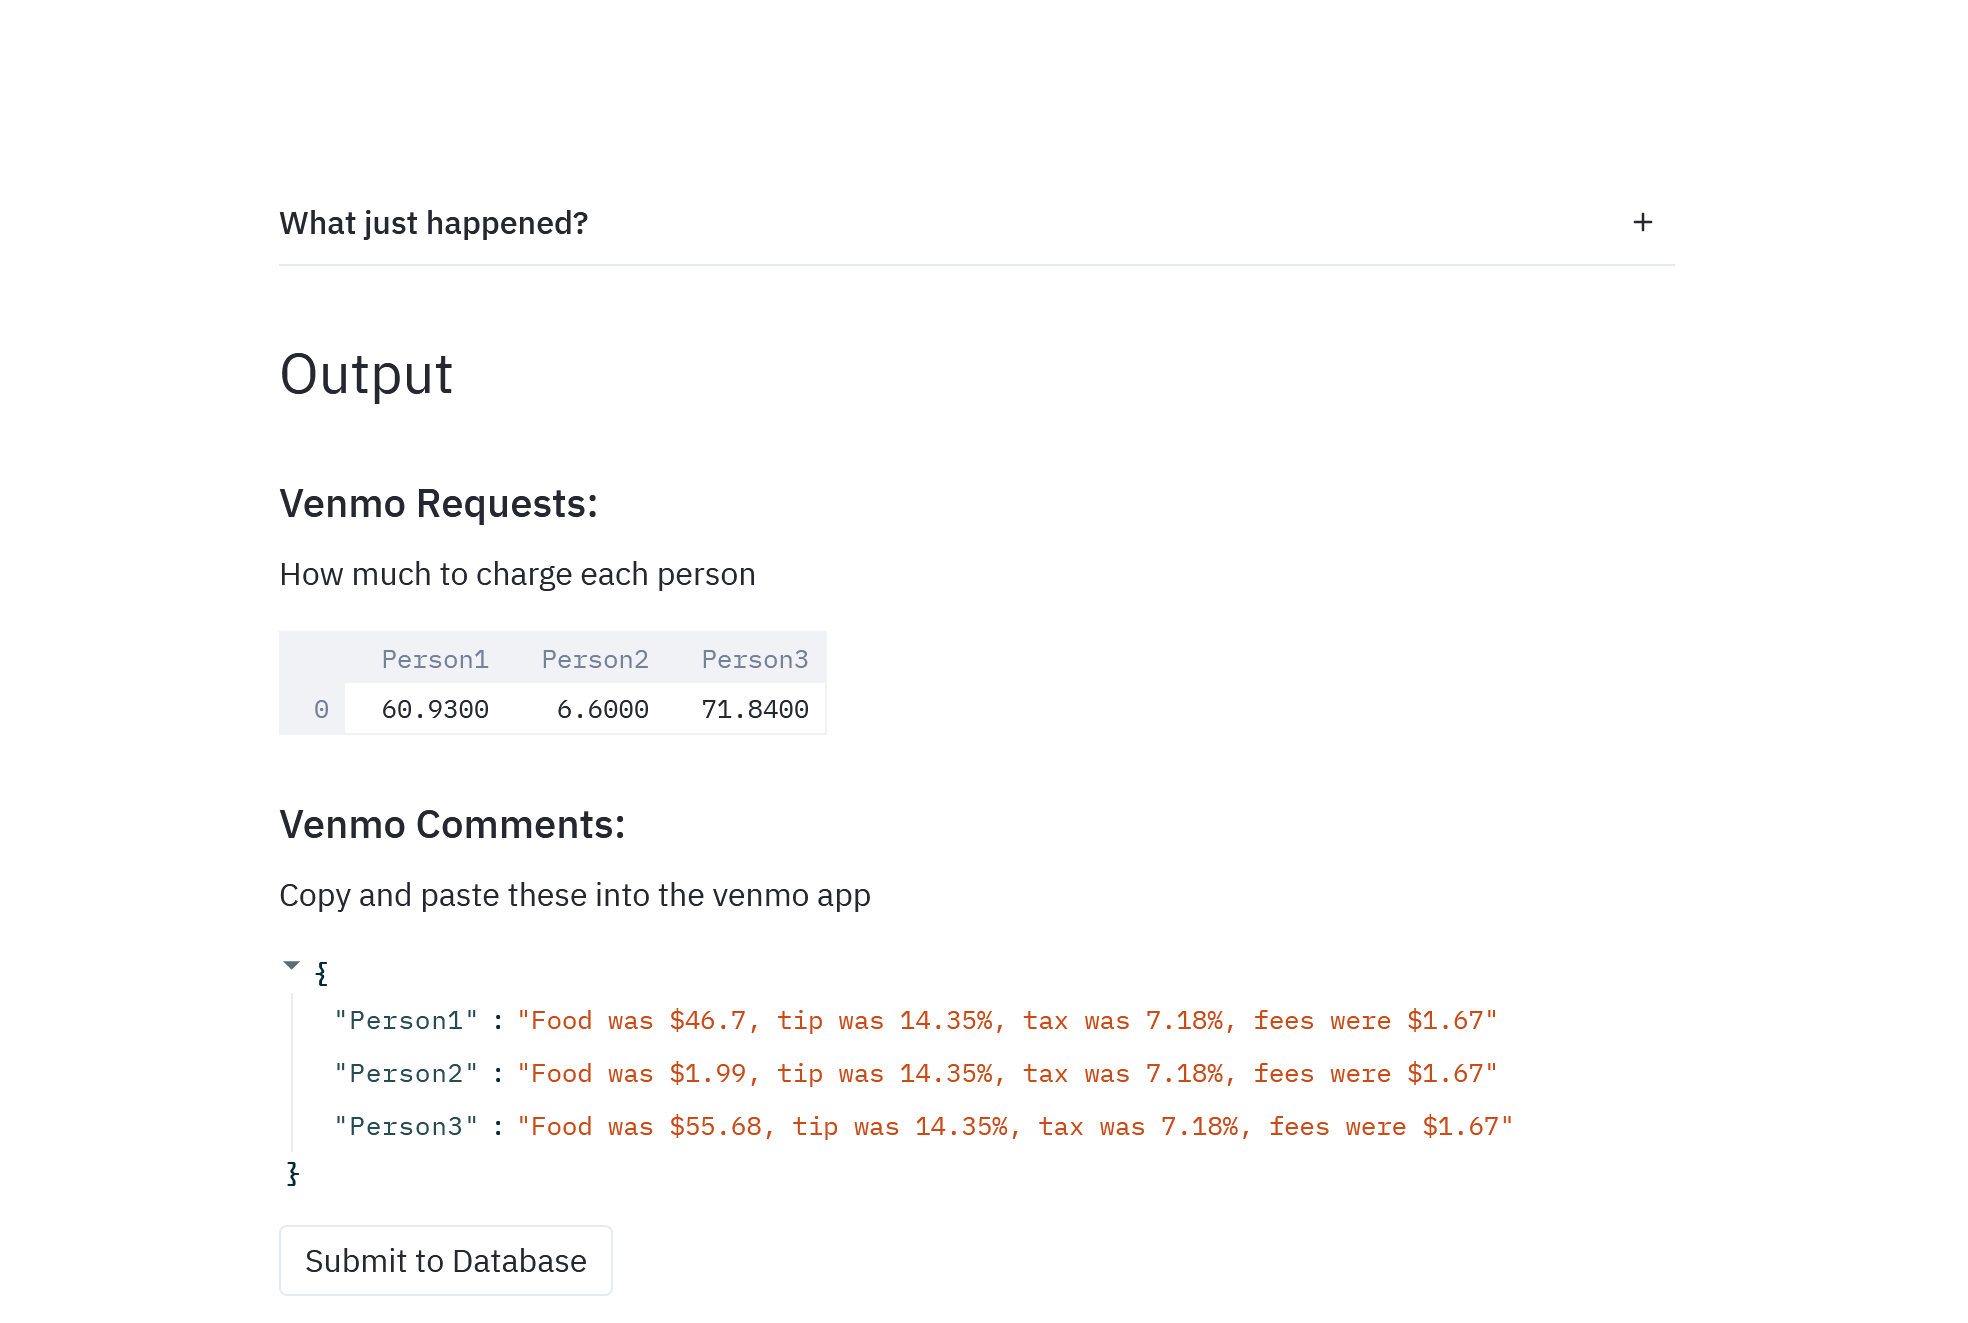 What just happened?
+
Output
Venmo Requests:
How much to charge each person
Person1 Person2 Person3
0 60.9300 6.6000 71.8400
Venmo Comments:
Copy and paste these into the venmo app
{
"Person1" : "Food was $46.7, tip was 14.35%, tax was 7.18%, fees were $1.67"
"Person2" : "Food was $1.99, tip was 14.35%, tax was 7.18%, fees were $1.67"
"Person3" : "Food was $55.68, tip was 14.35%, tax was 7.18%, fees were $1.67"
}
Submit to Database